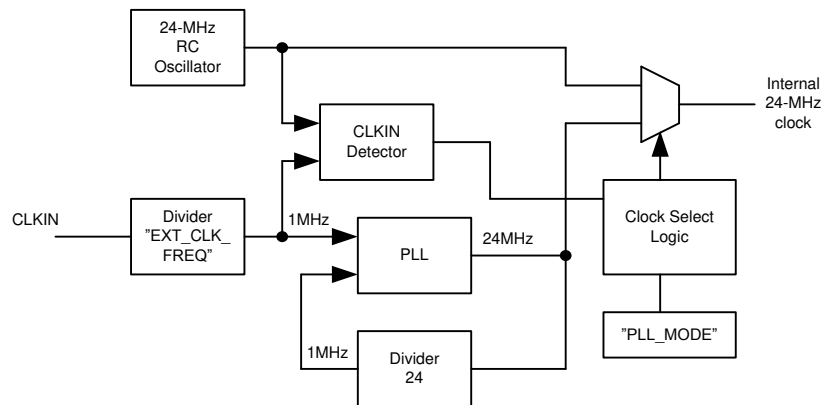 24-MHz
RC
Oscillator
Internal
24-MHz
clock
CLKIN
Detector
CLKIN
Divider
"EXT_CLK_
FREQ"
1MHz
PLL
24MHz
Clock Select
Logic
"PLL_MODE"
1MHz
Divider
24